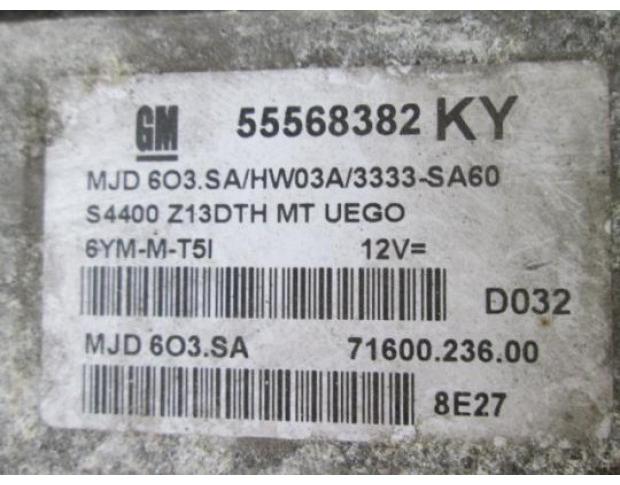 GM 55568382 KY
MJD 6O3.SA/HW03A/3333-SA60
S4400 Z13DTH MT UEGO
6YM-M-T5I 12V=
D032
MJD 6O3.SA 71600.236.00
8E27